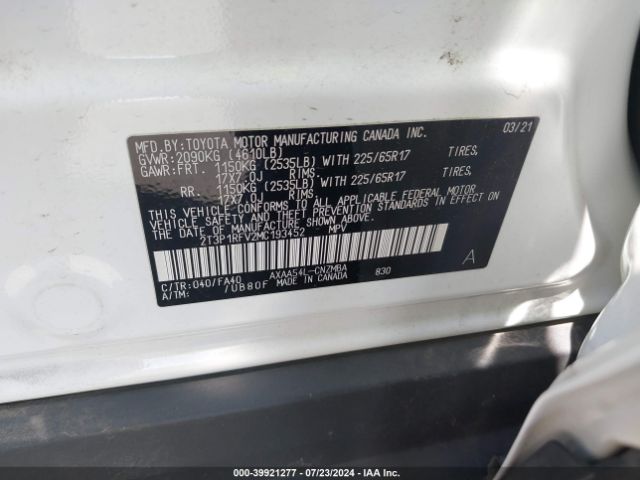 MFD.BY:TOYOTA MOTOR MANUFACTURING CANADA INC. 03/21
GVWR:2090KG (4610LB)
GAWR:FRT. 1150KG (2535LB) WITH 225/65R17 TIRES,
17X7.0J RIMS.
RR. 1150KG (2535LB) WITH 225/65R17 TIRES,
17X7.0J RIMS.
THIS VEHICLE CONFORMS TO ALL APPLICABLE FEDERAL MOTOR
VEHICLE SAFETY STANDARDS IN EFFECT ON THE DATE OF
MANUFACTURE SHOWN ABOVE.
2T3P1RFV2MC193452 MPV
C/TR:040/FA40 AXAA54L-CNZMBA 830 A
A/TM: /UB80F MADE IN CANADA
000-39921277 / 07/23/2024 - IAA Inc.